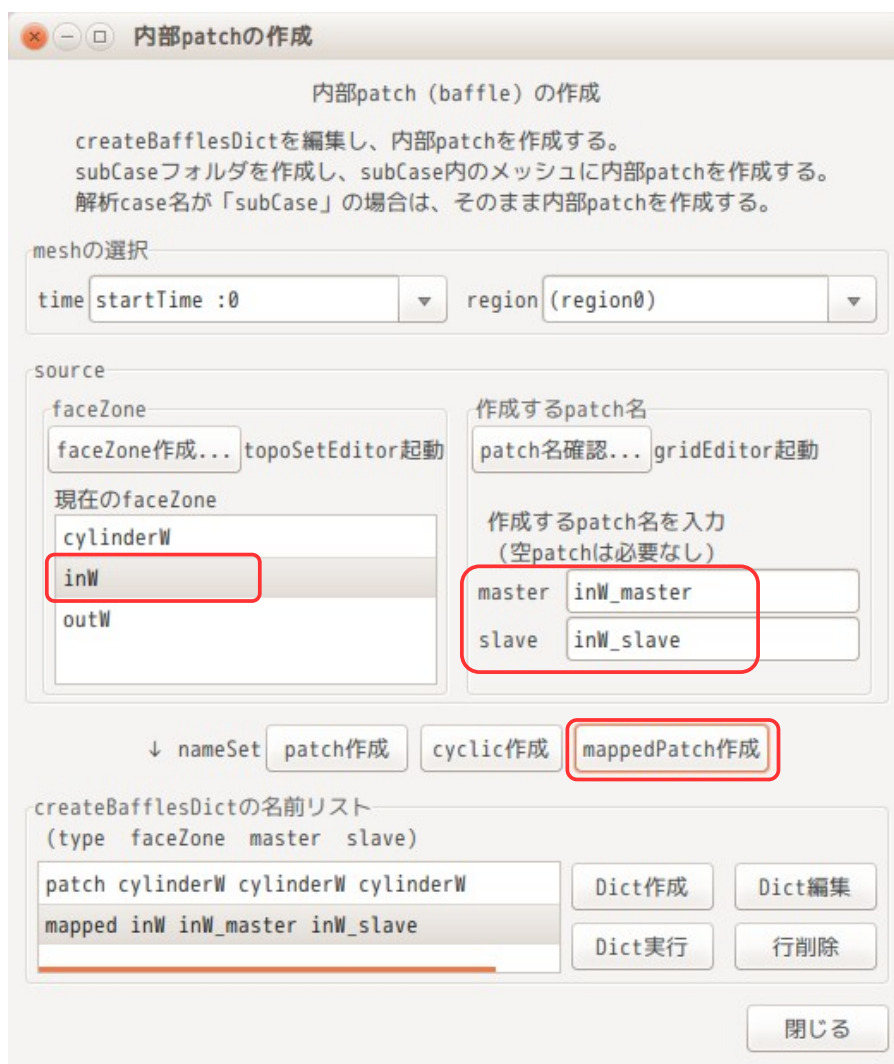 内部patchの作成
内部patch (baffle) の作成
createBafflesDictを編集し、内部patchを作成する。
subCaseフォルダを作成し、subCase内のメッシュに内部patchを作成する。
解析case名が「subCase」の場合は、そのまま内部patchを作成する。
meshの選択
time startTime :0 region (region0)
source
faceZone
faceZone作成... topoSetEditor起動
現在のfaceZone
cylinderW
inW
outW
作成するpatch名
patch名確認... gridEditor起動
作成するpatch名を入力
(空patchは必要なし)
master inW_master
slave inW_slave
↓ nameSet patch作成 cyclic作成 mappedPatch作成
createBafflesDictの名前リスト
(type faceZone master slave)
patch cylinderW cylinderW cylinderW
mapped inW inW_master inW_slave
Dict作成 Dict編集
Dict実行 行削除
閉じる